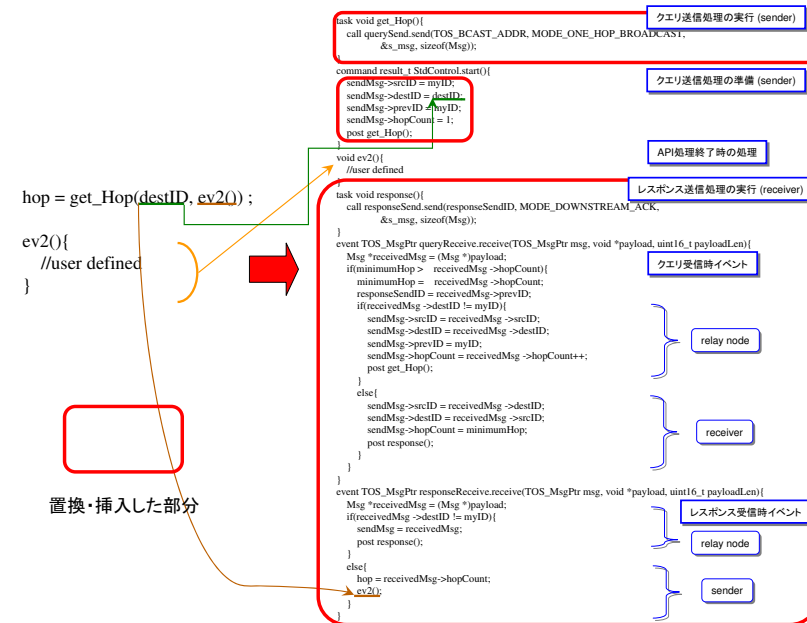 hop = get_Hop(destID, ev2()) ;
ev2(){
//user defined
}
置換・挿入した部分
task void get_Hop(){
call querySend.send(TOS_BCAST_ADDR, MODE_ONE_HOP_BROADCAST,
&s_msg, sizeof(Msg));
}
クエリ送信処理の実行 (sender)
command result_t StdControl.start(){
sendMsg->srcID = myID;
sendMsg->destID = destID;
sendMsg->prevID = myID;
sendMsg->hopCount = 1;
post get_Hop();
}
クエリ送信処理の準備 (sender)
void ev2(){
//user defined
}
API処理終了時の処理
task void response(){
call responseSend.send(responseSendID, MODE_DOWNSTREAM_ACK,
&s_msg, sizeof(Msg));
}
レスポンス送信処理の実行 (receiver)
event TOS_MsgPtr queryReceive.receive(TOS_MsgPtr msg, void *payload, uint16_t payloadLen){
Msg *receivedMsg = (Msg *)payload;
if(minimumHop > receivedMsg ->hopCount){
minimumHop = receivedMsg ->hopCount;
responseSendID = receivedMsg->prevID;
if(receivedMsg ->destID != myID){
sendMsg->srcID = receivedMsg ->srcID;
sendMsg->destID = receivedMsg ->destID;
sendMsg->prevID = myID;
sendMsg->hopCount = receivedMsg ->hopCount++;
post get_Hop();
}
else{
sendMsg->srcID = receivedMsg ->destID;
sendMsg->destID = receivedMsg ->srcID;
sendMsg->hopCount = minimumHop;
post response();
}
}
}
クエリ受信時イベント
relay node
receiver
event TOS_MsgPtr responseReceive.receive(TOS_MsgPtr msg, void *payload, uint16_t payloadLen){
Msg *receivedMsg = (Msg *)payload;
if(receivedMsg ->destID != myID){
sendMsg = receivedMsg;
post response();
}
else{
hop = receivedMsg->hopCount;
ev2();
}
}
レスポンス受信時イベント
relay node
sender